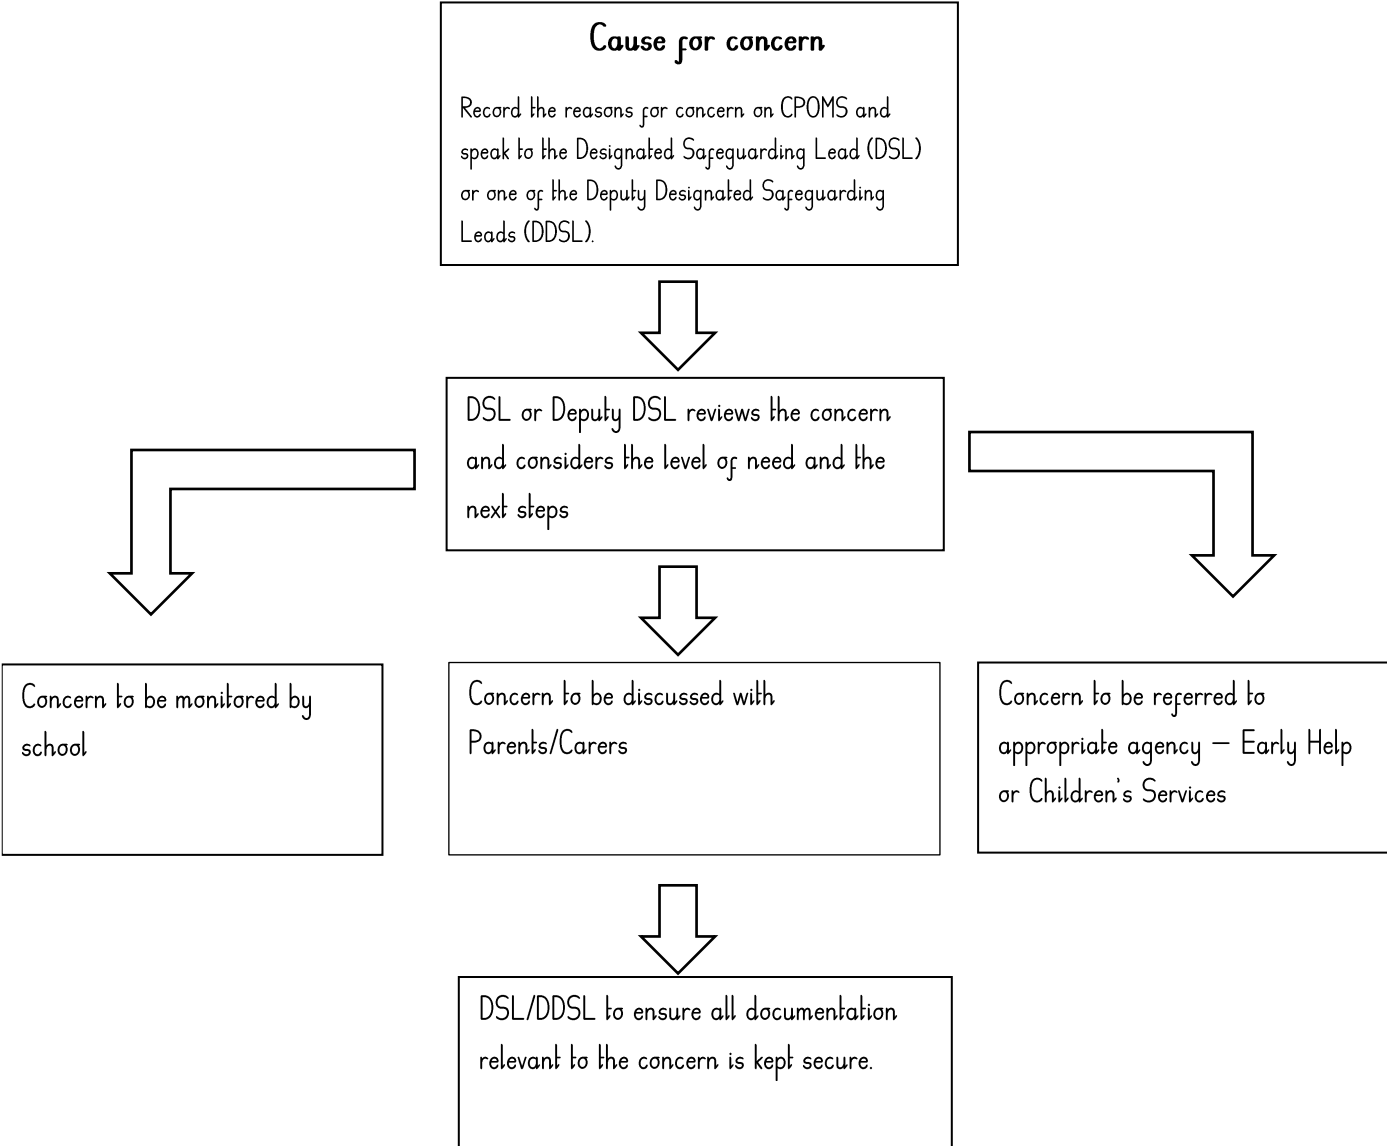 Cause for concern
Record the reasons for concern on CPOMS and
speak to the Designated Safeguarding Lead (DSL)
or one of the Deputy Designated Safeguarding
Leads (DDSL).
DSL or Deputy DSL reviews the concern
and considers the level of need and the
next steps
Concern to be monitored by
school
Concern to be discussed with
Parents/Carers
Concern to be referred to
appropriate agency – Early Help
or Children's Services
DSL/DDSL to ensure all documentation
relevant to the concern is kept secure.